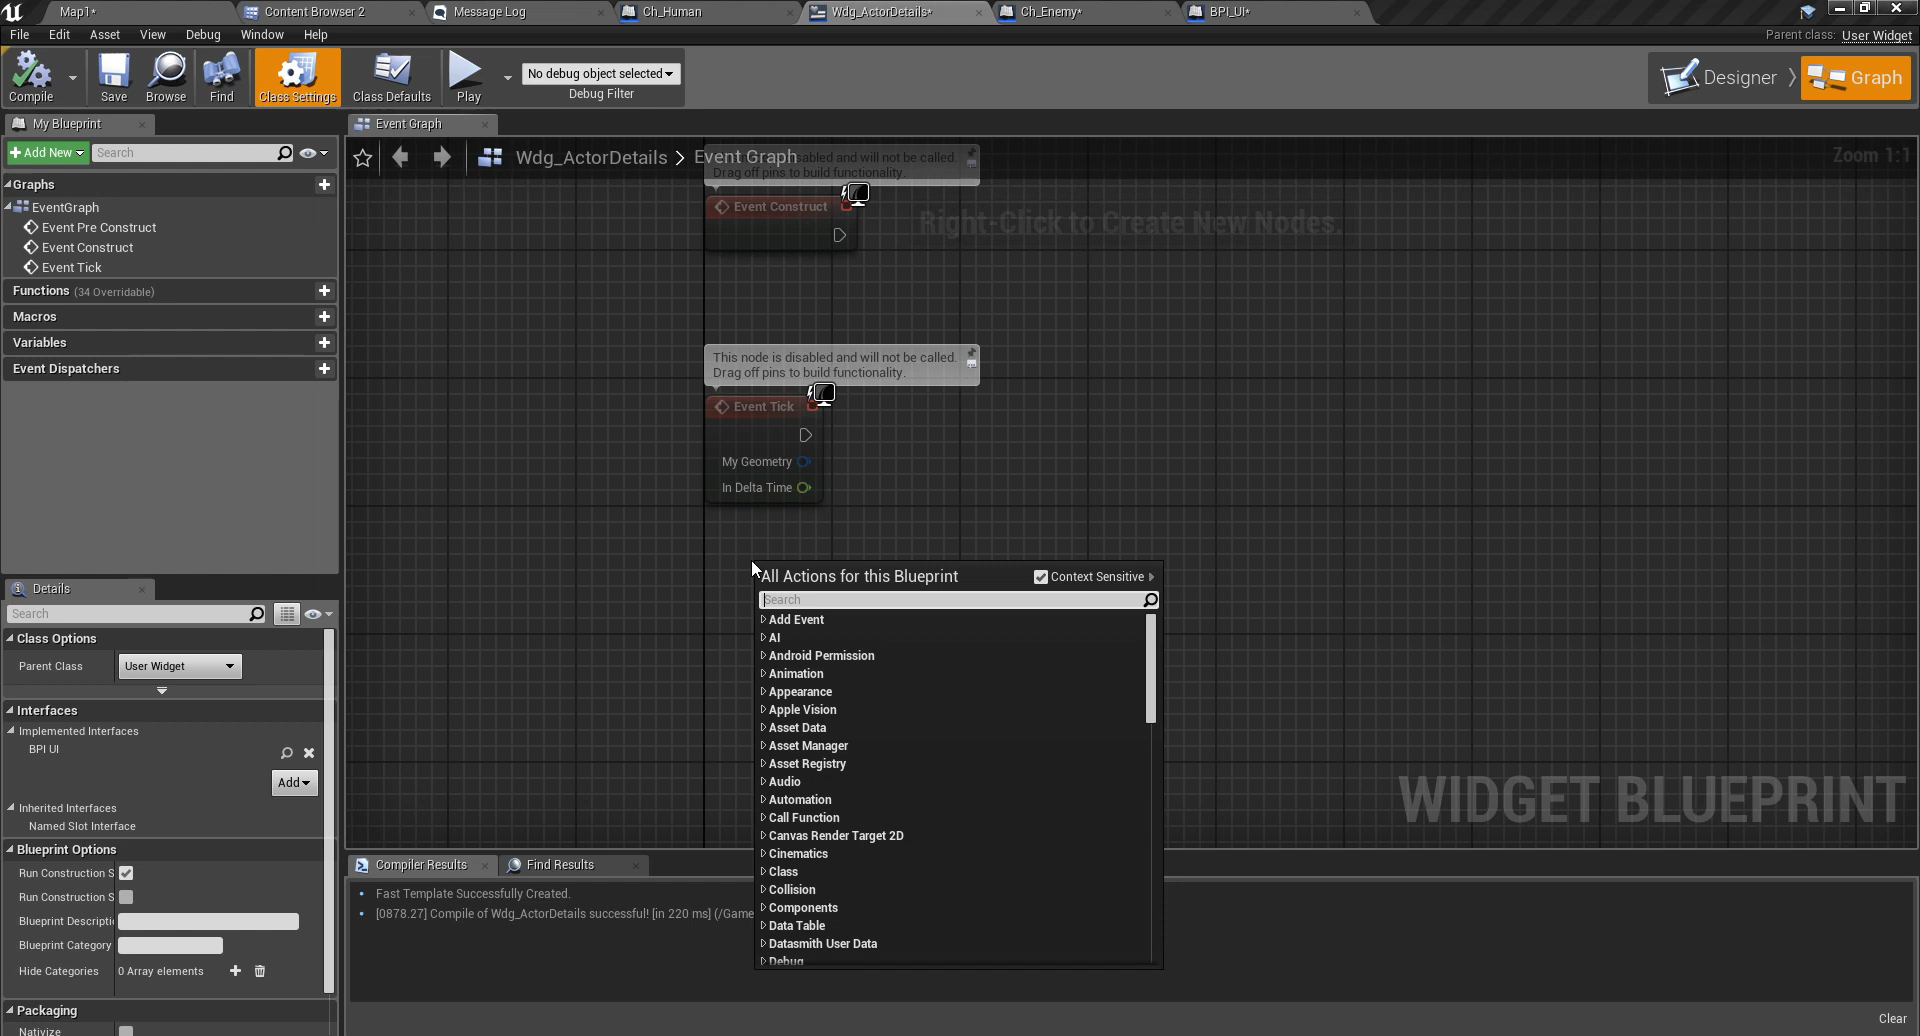 Map1*
Content Browser 2
Message Log
Ch_Human
Wdg_ActorDetails*
Ch_Enemy*
BPI_UI*
File
Edit
Asset
View
Debug
Window
Help
Parent class: User Widget
Compile
Save
Browse
Find
Class Settings
Class Defaults
Play
No debug object selected
Debug Filter
Designer
Graph
My Blueprint
Add New
Search
Graphs
EventGraph
Event Pre Construct
Event Construct
Event Tick
Functions (34 Overridable)
Macros
Variables
Event Dispatchers
Event Graph
Wdg_ActorDetails > Event Graph
Zoom 1:1
disabled and will not be called.
Drag off pins to build functionality.
Event Construct
Right-Click to Create New Nodes.
This node is disabled and will not be called.
Drag off pins to build functionality.
Event Tick
My Geometry
In Delta Time
All Actions for this Blueprint
Context Sensitive
Search
Add Event
AI
Android Permission
Animation
Appearance
Apple Vision
Asset Data
Asset Manager
Asset Registry
Audio
Automation
Call Function
Canvas Render Target 2D
Cinematics
Class
Collision
Components
Data Table
Datasmith User Data
Debug
WIDGET BLUEPRINT
Details
Search
Class Options
Parent Class
User Widget
Interfaces
Implemented Interfaces
BPI UI
Add
Inherited Interfaces
Named Slot Interface
Blueprint Options
Run Construction S
Run Construction S
Blueprint Descripti
Blueprint Category
Hide Categories
0 Array elements
Packaging
Nativize
Compiler Results
Find Results
Fast Template Successfully Created.
[0878.27] Compile of Wdg_ActorDetails successful! [in 220 ms] (/Game
Clear